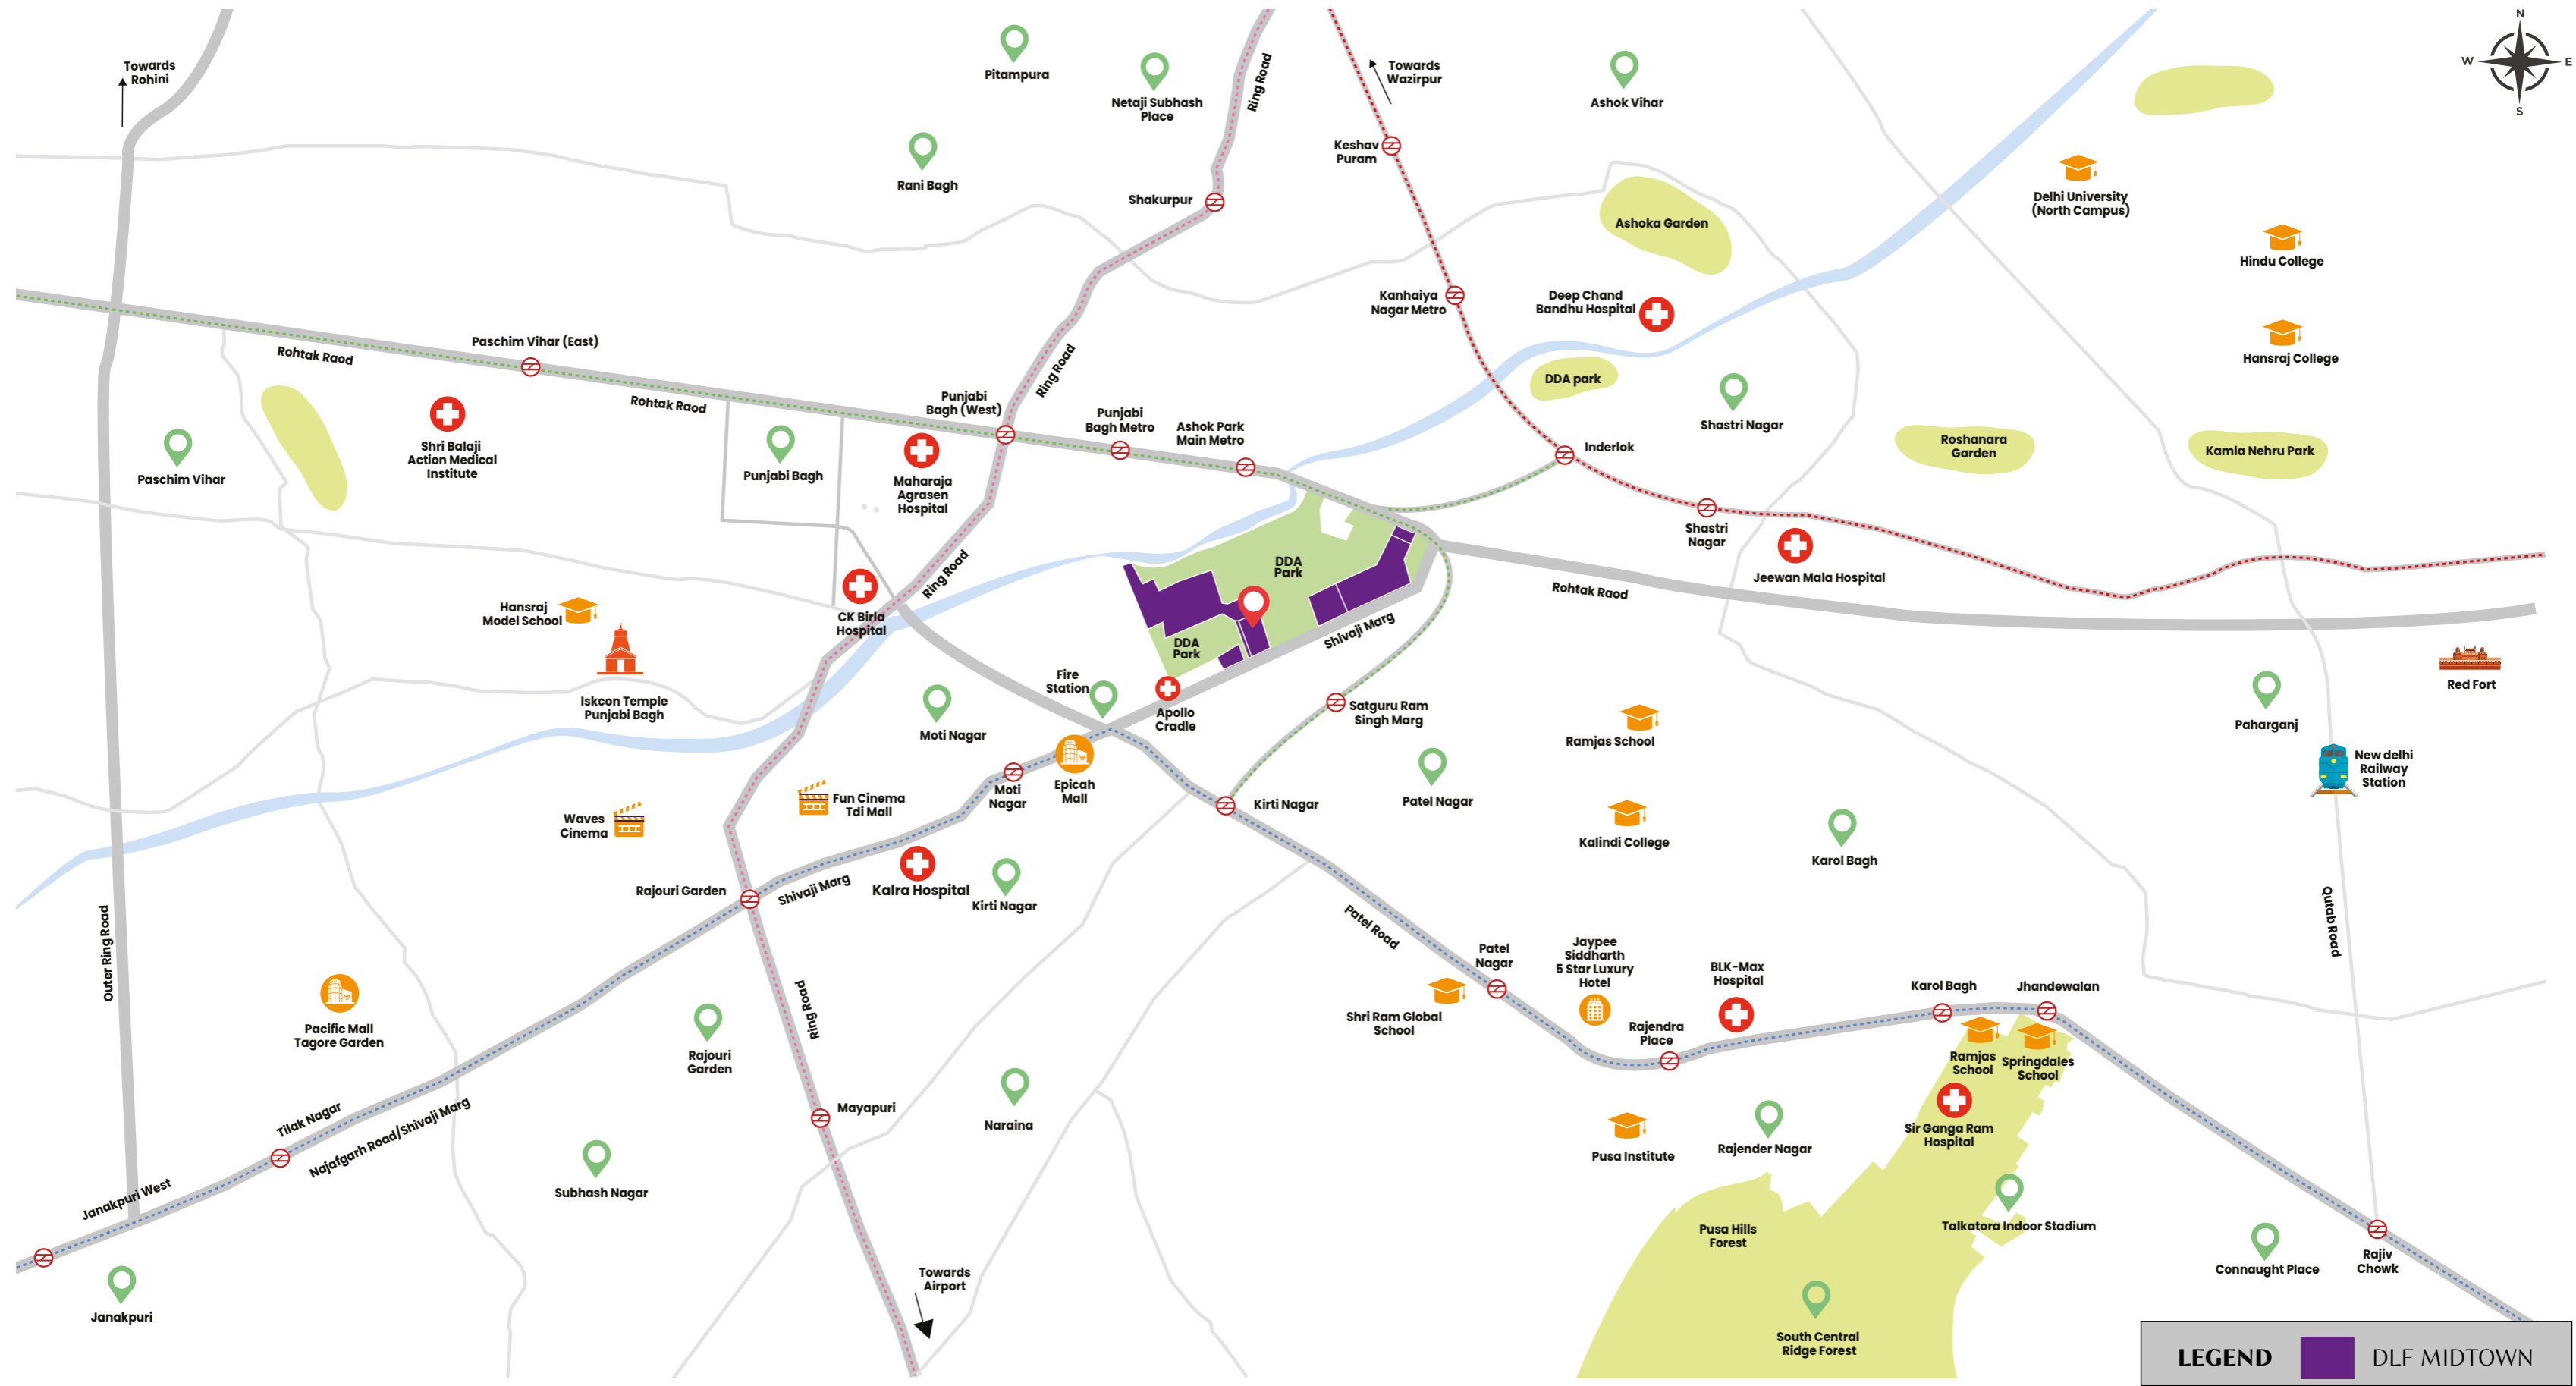 N
W
E
S
Towards
Rohini
Pitampura
Netaji Subhash
Place
Ring Road
Towards
Wazirpur
Ashok Vihar
Rani Bagh
Keshav
Puram
Shakurpur
Delhi University
(North Campus)
Ashoka Garden
Hindu College
Kanhaiya
Nagar Metro
Deep Chand
Bandhu Hospital
Hansraj College
Paschim Vihar (East)
Rohtak Raod
Rohtak Raod
Ring Road
DDA park
Punjabi
Bagh (West)
Punjabi
Bagh Metro
Ashok Park
Main Metro
Shastri Nagar
Inderlok
Roshanara
Garden
Kamla Nehru Park
Paschim Vihar
Shri Balaji
Action Medical
Institute
Punjabi Bagh
Maharaja
Agrasen
Hospital
Shastri
Nagar
Jeewan Mala Hospital
Ring Road
DDA
Park
Rohtak Raod
Hansraj
Model School
CK Birla
Hospital
DDA
Park
Shivaji Marg
Iskcon Temple
Punjabi Bagh
Fire
Station
Moti Nagar
Apollo
Cradle
Satguru Ram
Singh Marg
Ramjas School
Red Fort
Paharganj
New delhi
Railway
Station
Waves
Cinema
Fun Cinema
Tdi Mall
Moti
Nagar
Epicah
Mall
Kirti Nagar
Patel Nagar
Kalindi College
Karol Bagh
Rajouri Garden
Shivaji Marg
Kalra Hospital
Kirti Nagar
Outer Ring Road
Patel Road
Qutab Road
Pacific Mall
Tagore Garden
Rajouri
Garden
Ring Road
Patel
Nagar
Jaypee
Siddharth
5 Star Luxury
Hotel
BLK-Max
Hospital
Karol Bagh
Jhandewalan
Shri Ram Global
School
Rajendra
Place
Ramjas
School
Springdales
School
Tilak Nagar
Najafgarh Road/Shivaji Marg
Mayapuri
Naraina
Pusa Institute
Rajender Nagar
Sir Ganga Ram
Hospital
Janakpuri West
Subhash Nagar
Pusa Hills
Forest
Talkatora Indoor Stadium
Janakpuri
Towards
Airport
Connaught Place
Rajiv
Chowk
South Central
Ridge Forest
LEGEND
DLF MIDTOWN